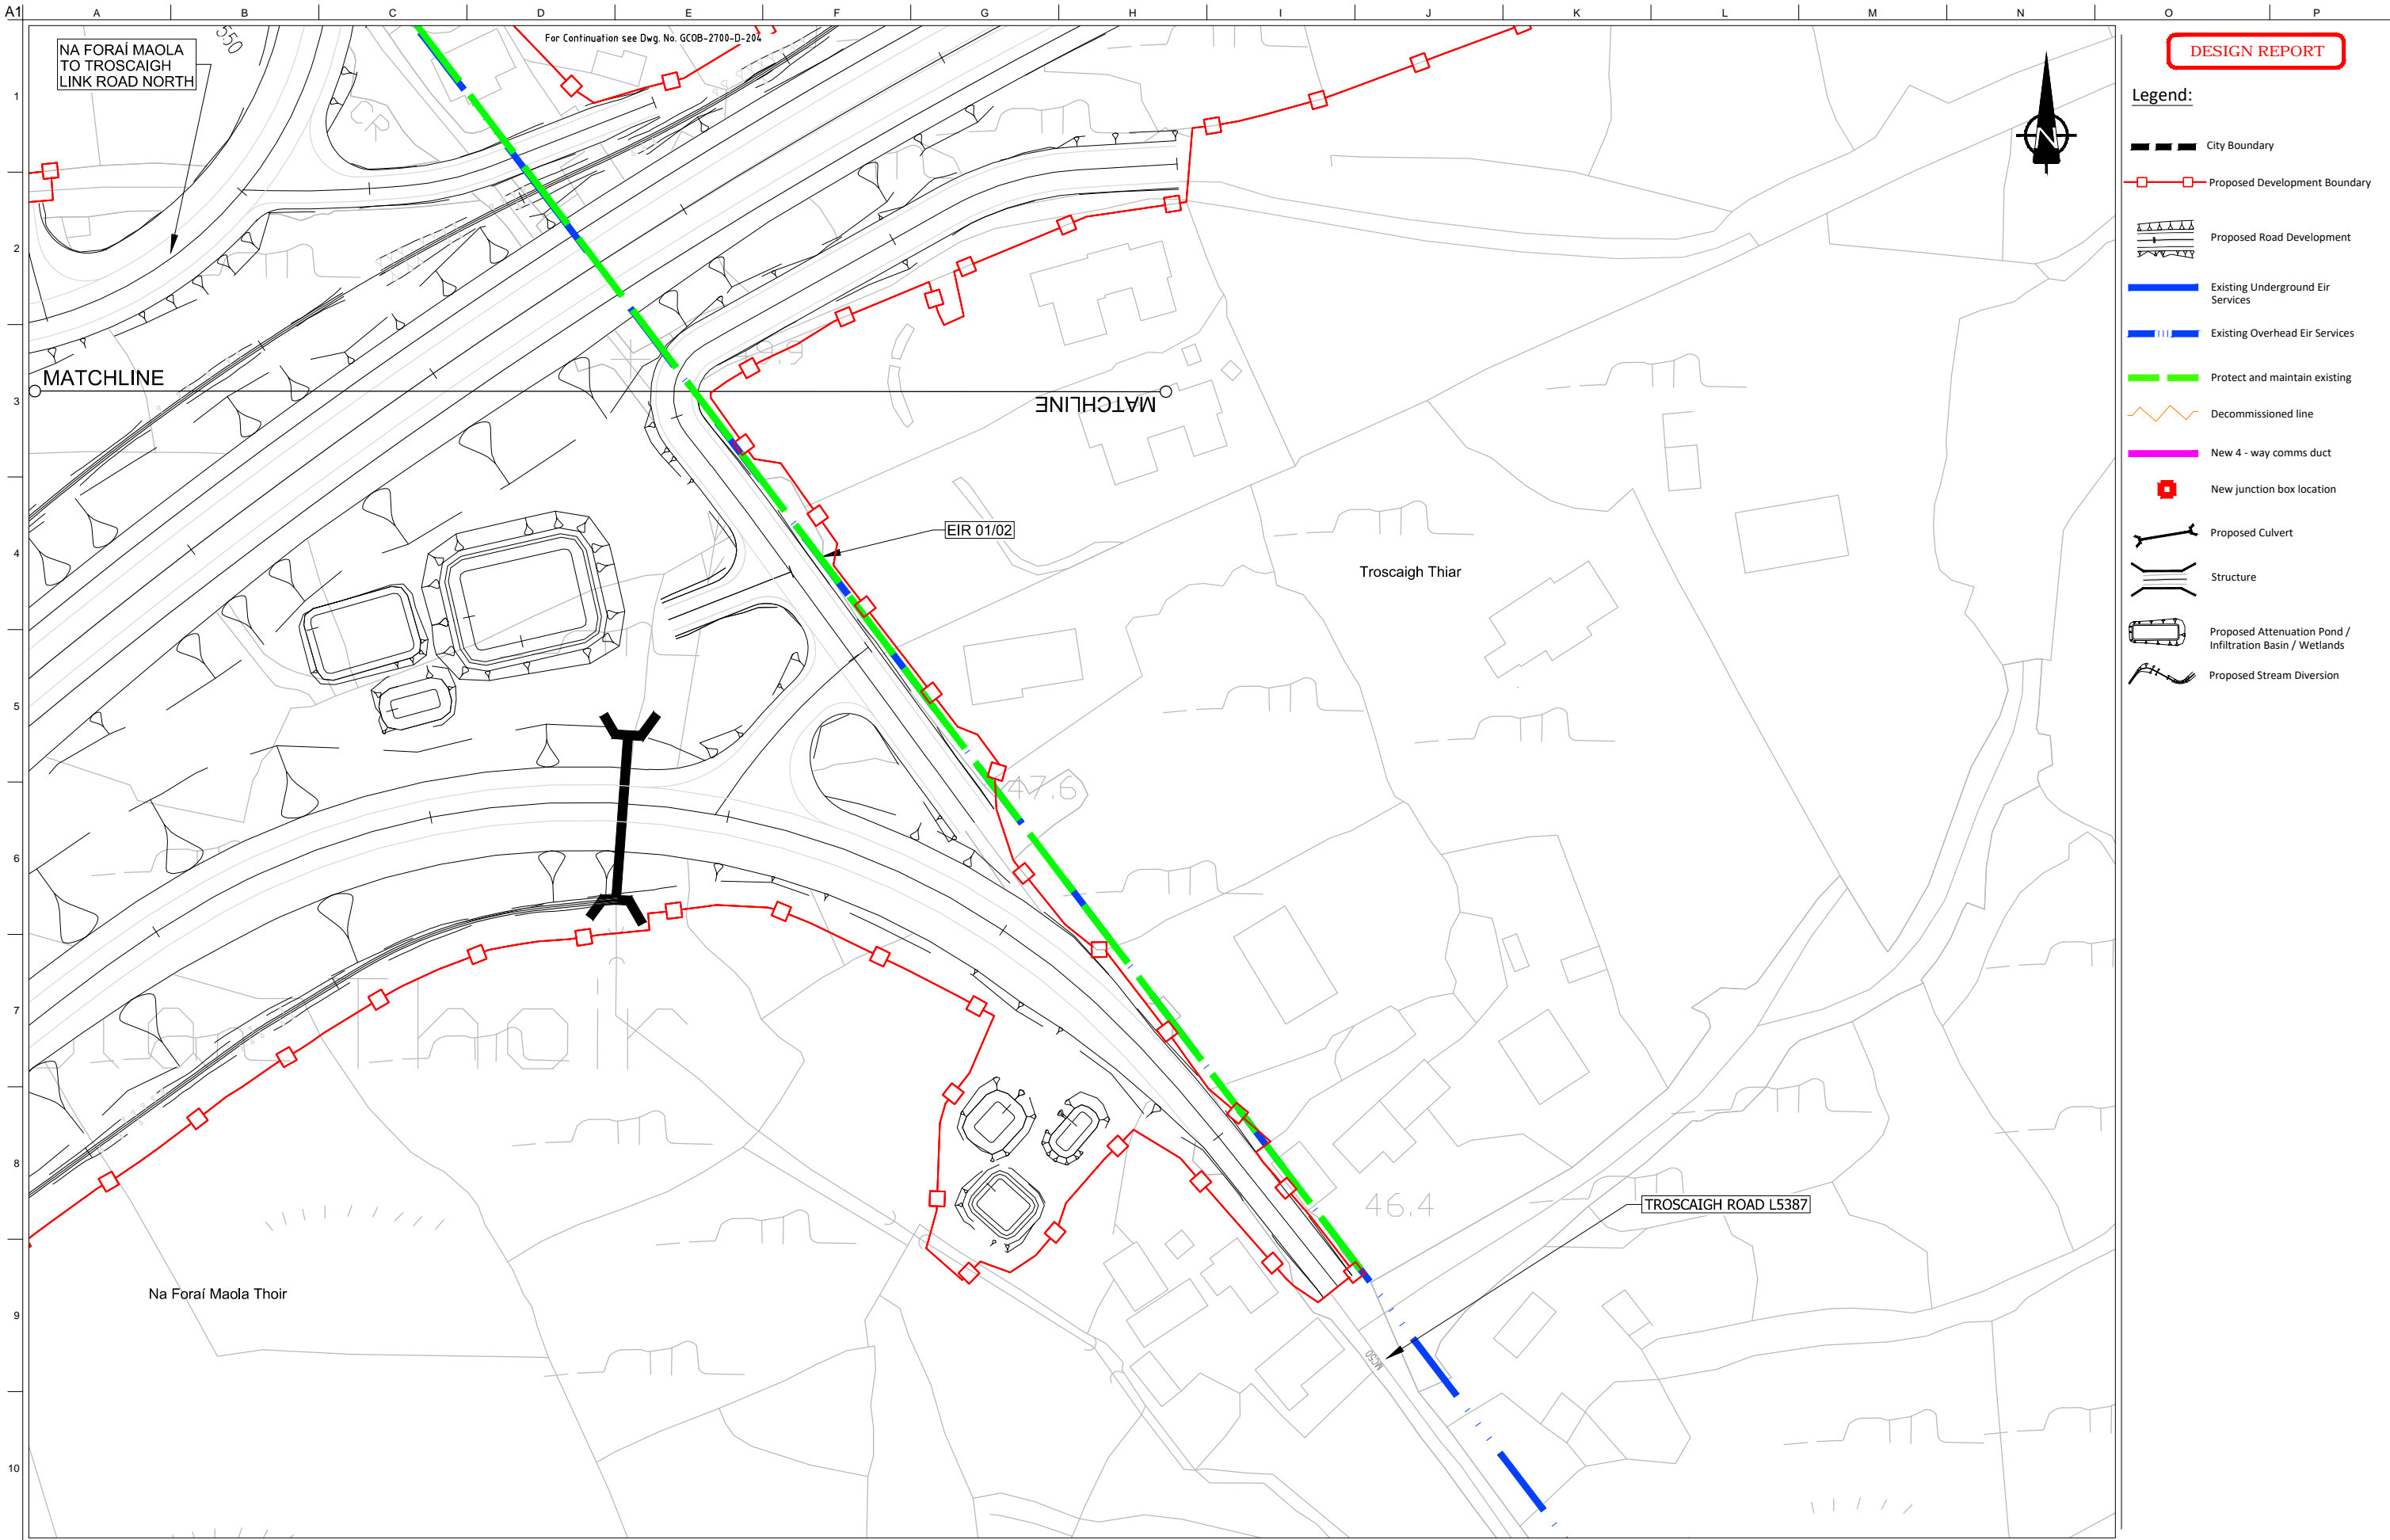 A1
A B C D E F G H I J K L M N O P
1
2
3
4
5
6
7
8
9
10
NA FORAÍ MAOLA
TO TROSCAIGH
LINK ROAD NORTH
For Continuation see Dwg. No. GCOB-2700-D-204
MATCHLINE
MATCHLINE
EIR 01/02
Troscaigh Thiar
47.6
46.4
TROSCAIGH ROAD L5387
MC50
Na Foraí Maola Thoir
N
DESIGN REPORT
Legend:
City Boundary
Proposed Development Boundary
Proposed Road Development
Existing Underground Eir
Services
Existing Overhead Eir Services
Protect and maintain existing
Decommissioned line
New 4 - way comms duct
New junction box location
Proposed Culvert
Structure
Proposed Attenuation Pond /
Infiltration Basin / Wetlands
Proposed Stream Diversion